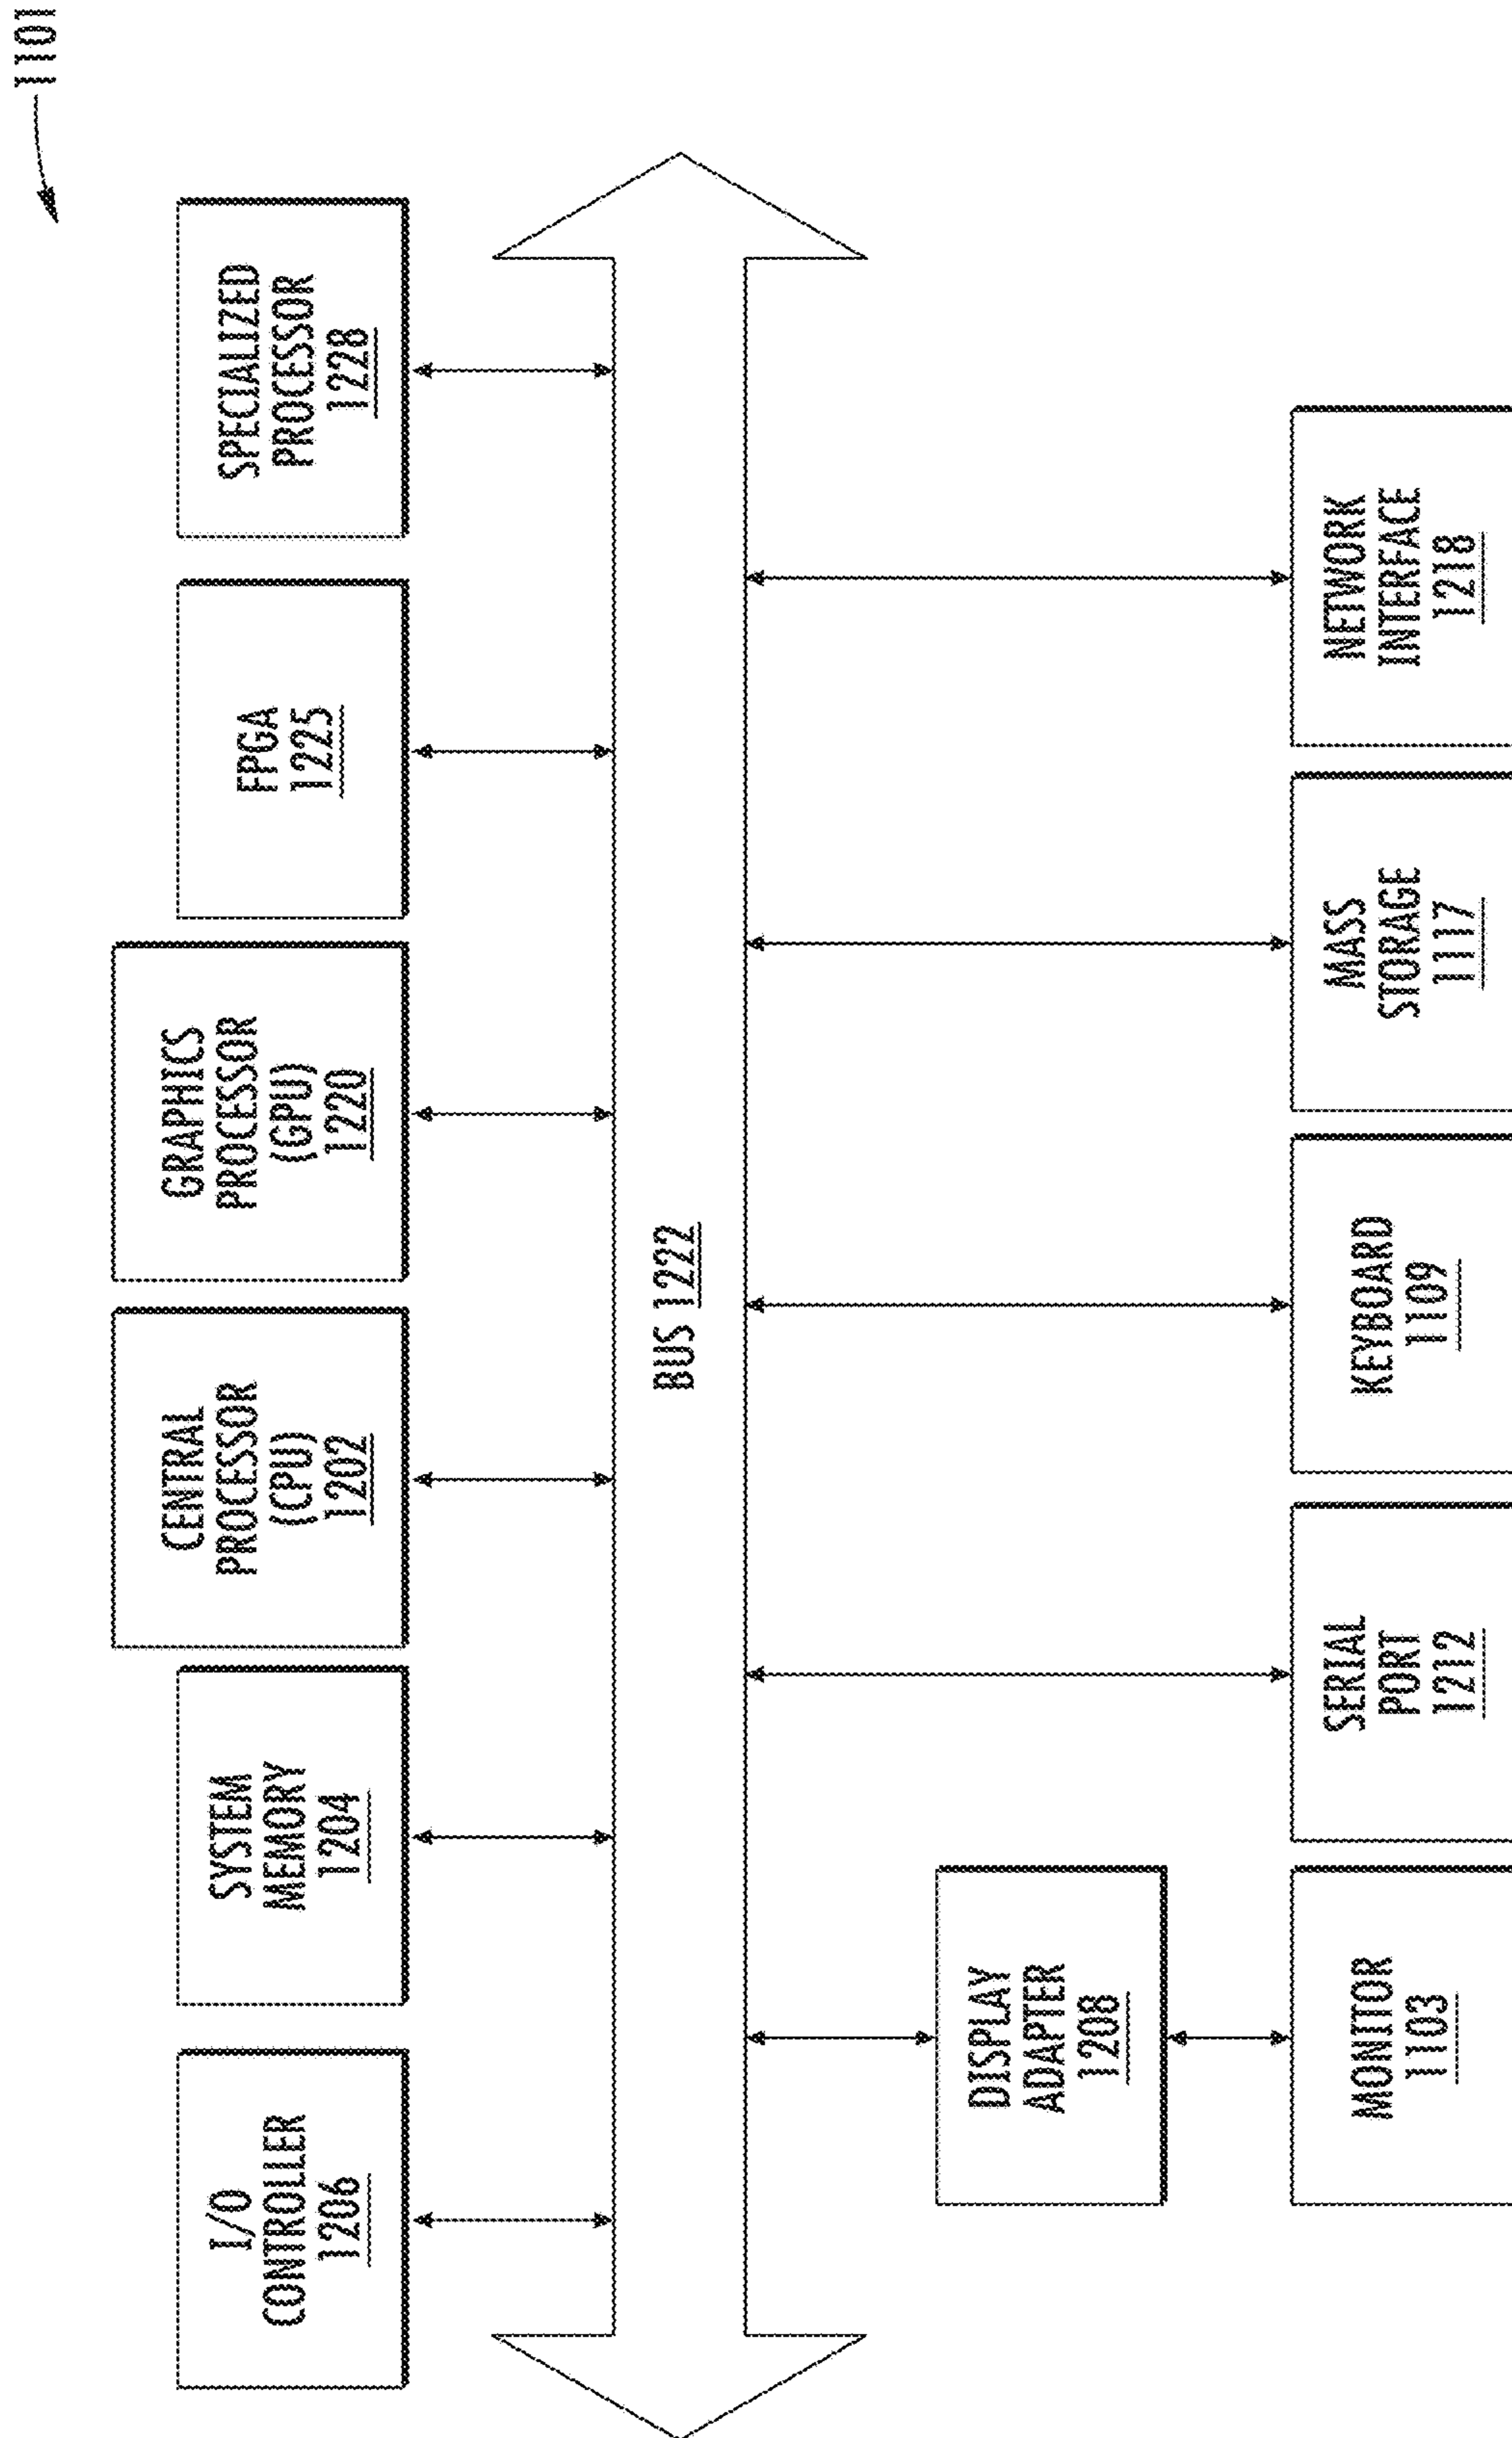 1101
I/O
CONTROLLER
1206
SYSTEM
MEMORY
1204
CENTRAL
PROCESSOR
(CPU)
1202
GRAPHICS
PROCESSOR
(GPU)
1220
FPGA
1225
SPECIALIZED
PROCESSOR
1228
BUS 1222
DISPLAY
ADAPTER
1208
MONITOR
1103
SERIAL
PORT
1212
KEYBOARD
1109
MASS
STORAGE
1117
NETWORK
INTERFACE
1218